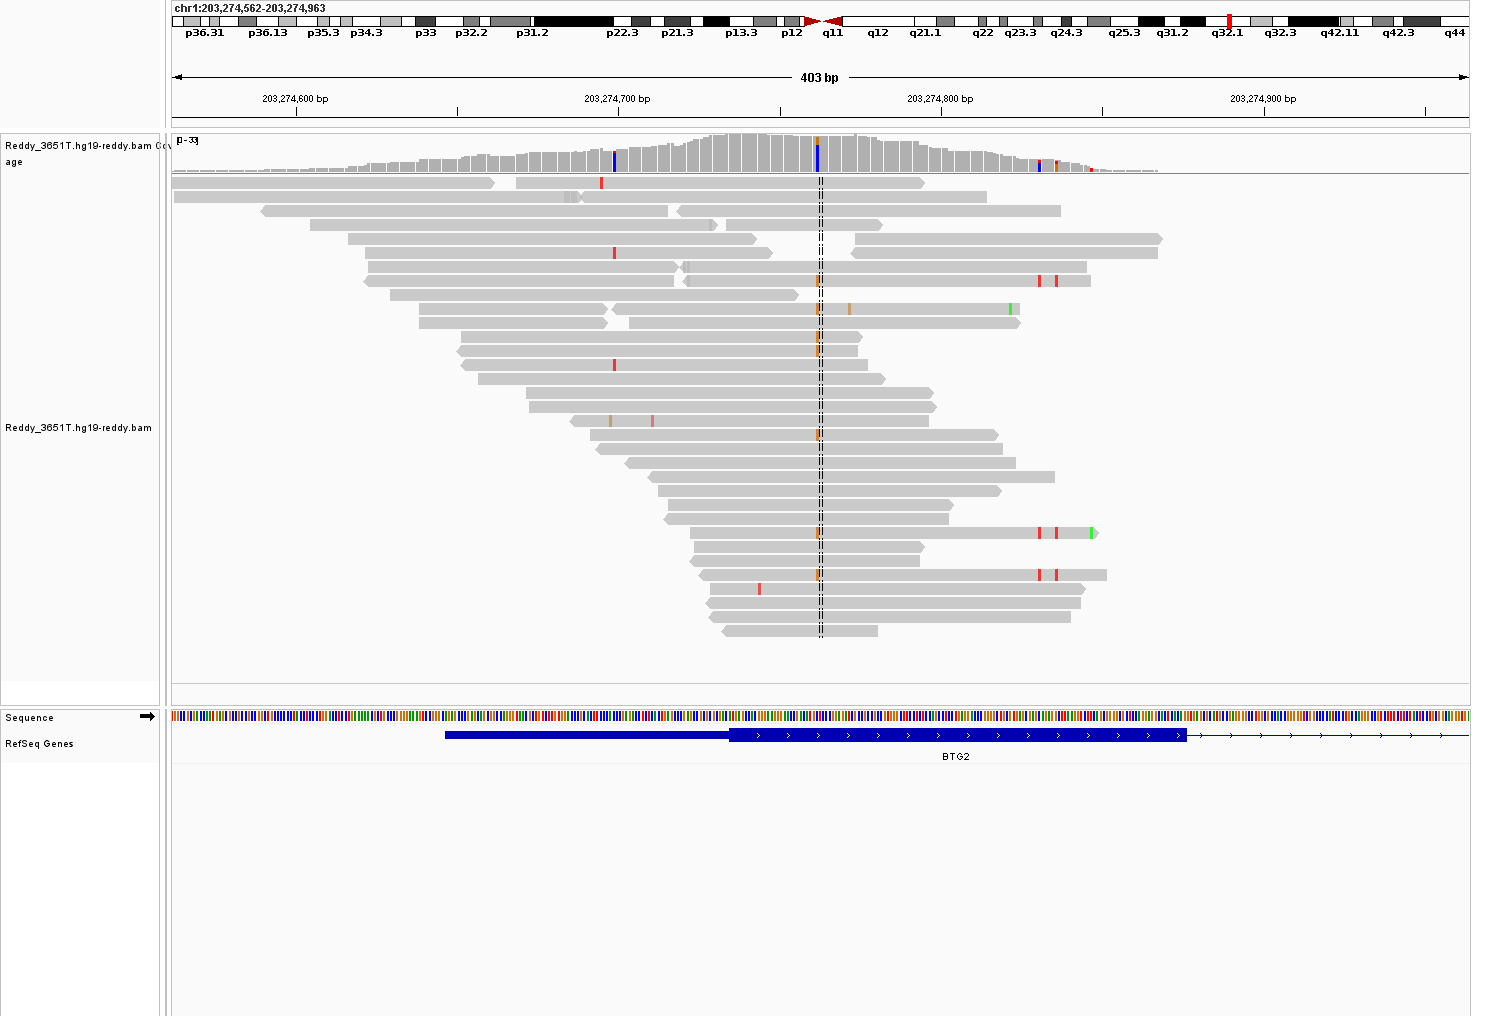 chr1:203,274,562-203,274,963
p36.31 p36.13 p35.3 p34.3 p33 p32.2 p31.2 p22.3 p21.3 p13.3 p12 q11 q12 q21.1 q22 q23.3 q24.3 q25.3 q31.2 q32.1 q32.3 q42.11 q42.3 q44
403 bp
203,274,600 bp 203,274,700 bp 203,274,800 bp 203,274,900 bp
[0-33]
Reddy_3651T.hg19-reddy.bam Cov
age
Reddy_3651T.hg19-reddy.bam
Sequence
RefSeq Genes
BTG2